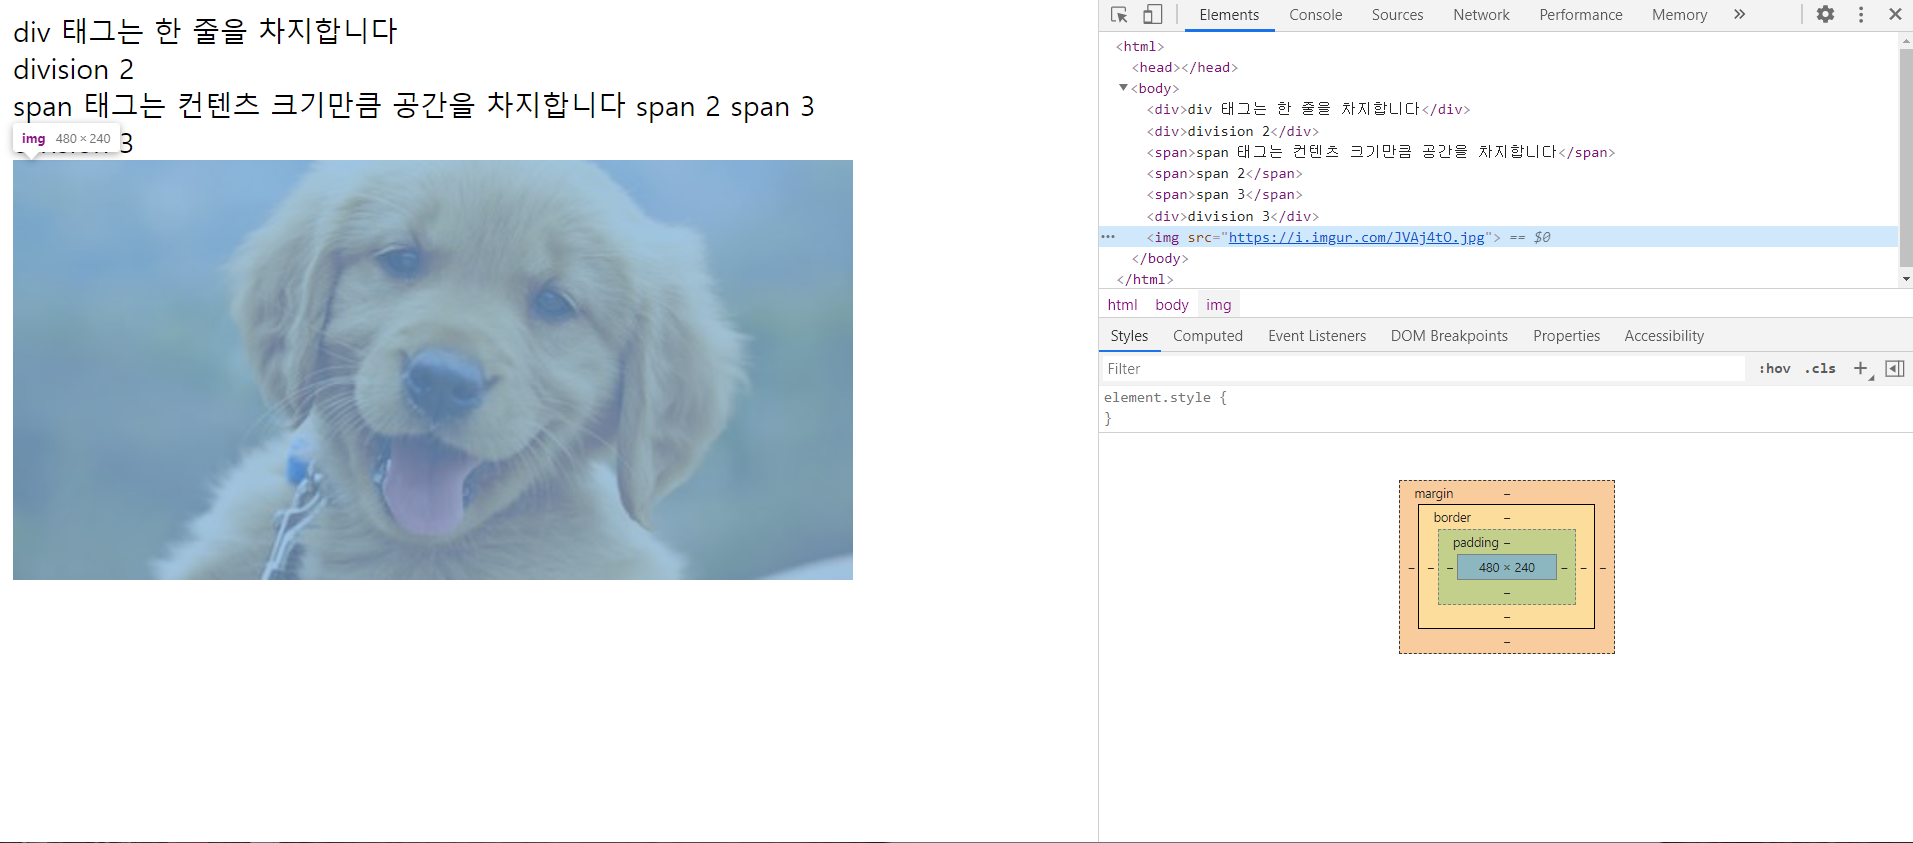 div 태그는 한 줄을 차지합니다
division 2
span 태그는 컨텐츠 크기만큼 공간을 차지합니다 span 2 span 3
img 480 × 240
3
Elements Console Sources Network Performance Memory »
<html>
<head></head>
<body>
<div>div 태그는 한 줄을 차지합니다</div>
<div>division 2</div>
<span>span 태그는 컨텐츠 크기만큼 공간을 차지합니다</span>
<span>span 2</span>
<span>span 3</span>
<div>division 3</div>
<img src="https://i.imgur.com/JVAj4tO.jpg"> == $0
</body>
</html>
html body img
Styles Computed Event Listeners DOM Breakpoints Properties Accessibility
Filter :hov .cls +
element.style {
}
margin –
border –
padding –
– – – 480 × 240 – – –
–
–
–